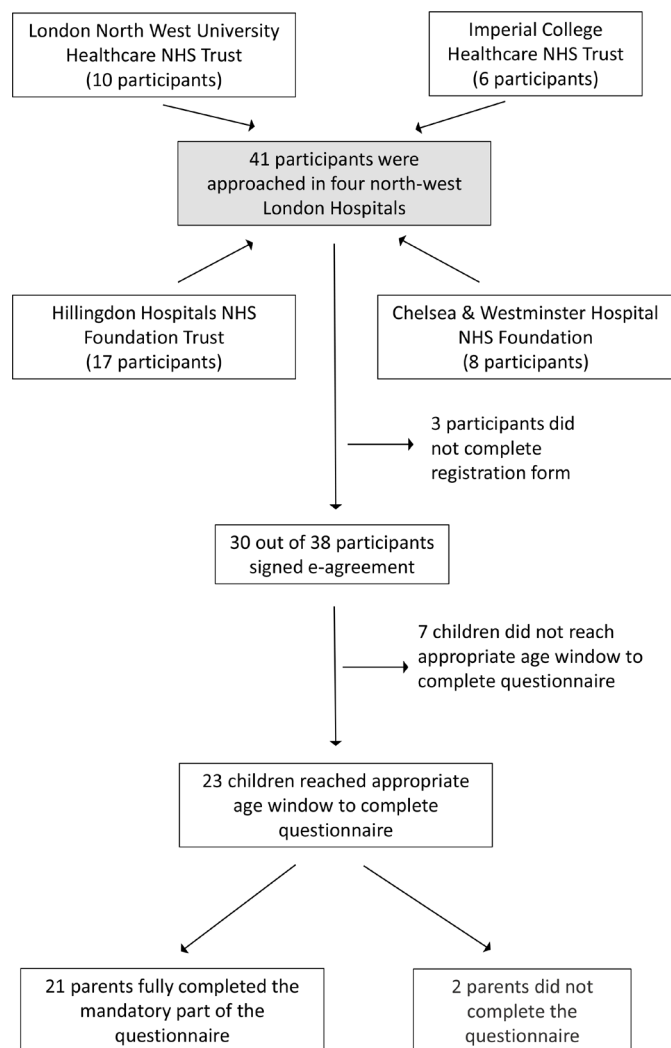 London North West University
Healthcare NHS Trust
(10 participants)
Imperial College
Healthcare NHS Trust
(6 participants)
41 participants were
approached in four north-west
London Hospitals
Hillingdon Hospitals NHS
Foundation Trust
(17 participants)
Chelsea & Westminster Hospital
NHS Foundation
(8 participants)
3 participants did
not complete
registration form
30 out of 38 participants
signed e-agreement
7 children did not reach
appropriate age window to
complete questionnaire
23 children reached appropriate
age window to complete
questionnaire
21 parents fully completed the
mandatory part of the
questionnaire
2 parents did not
complete the
questionnaire